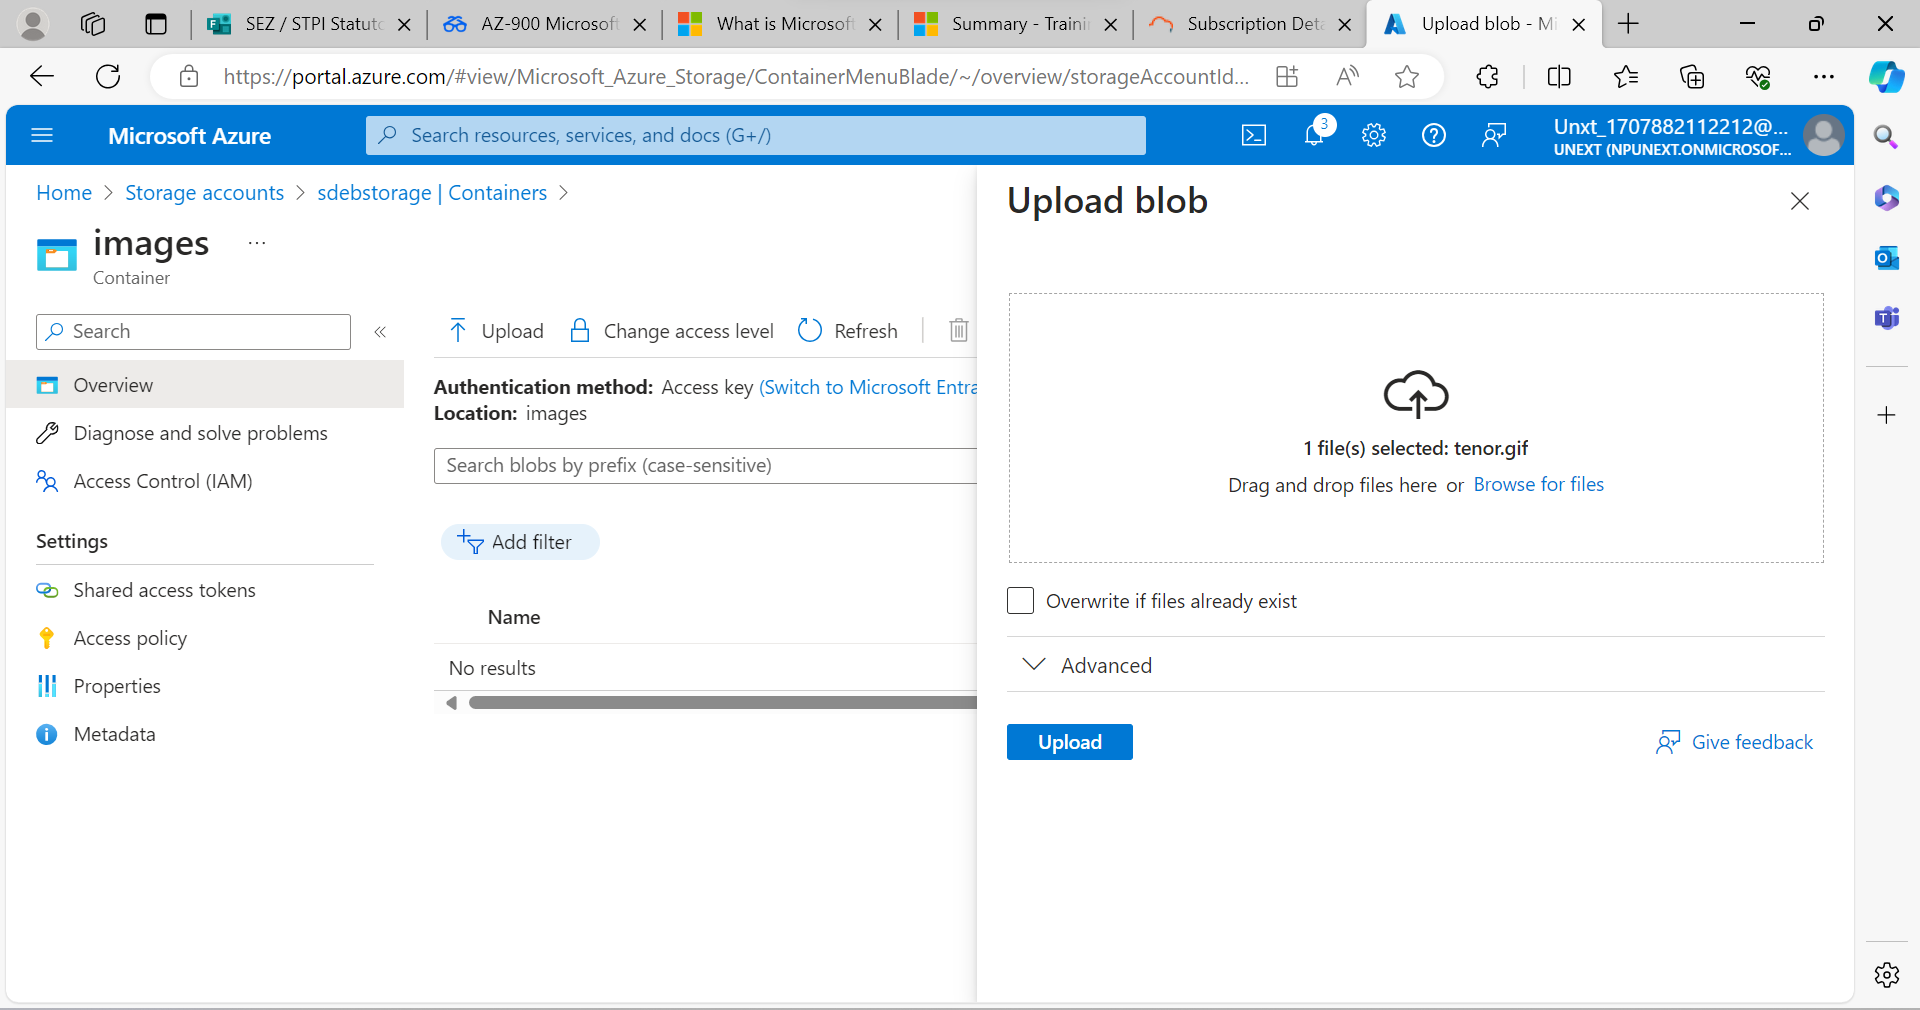 SEZ / STPI Statuto
AZ-900 Microsoft
What is Microsoft
Summary - Trainin
Subscription Deta
Upload blob - Mi
https://portal.azure.com/#view/Microsoft_Azure_Storage/ContainerMenuBlade/~/overview/storageAccountId...
Microsoft Azure
Search resources, services, and docs (G+/)
3
Unxt_1707882112212@...
UNEXT (NPUNEXT.ONMICROSOF...
Home > Storage accounts > sdebstorage | Containers >
images ...
Container
Search
«
Overview
Diagnose and solve problems
Access Control (IAM)
Settings
Shared access tokens
Access policy
Properties
Metadata
Upload
Change access level
Refresh
Authentication method: Access key (Switch to Microsoft Entra
Location: images
Search blobs by prefix (case-sensitive)
Add filter
Name
No results
Upload blob
1 file(s) selected: tenor.gif
Drag and drop files here or Browse for files
Overwrite if files already exist
Advanced
Upload
Give feedback